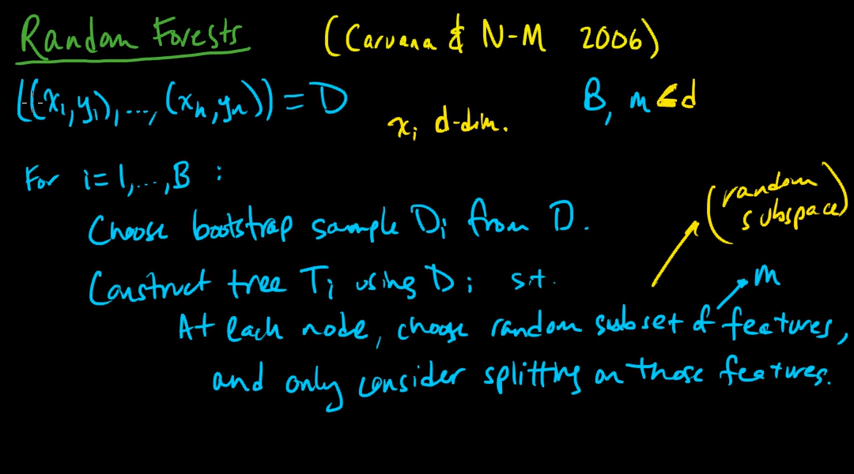 Random Forests (Caruana & N-M 2006)
((x₁,y₁),...,(xₙ,yₙ)) = D
B, m<d
xᵢ d-dim.
For i=1,...,B :
(random subspace)
Choose bootstrap sample Dᵢ from D.
Construct tree Tᵢ using Dᵢ s.t.
m
At each node, choose random subset of features,
and only consider splitting on those features.